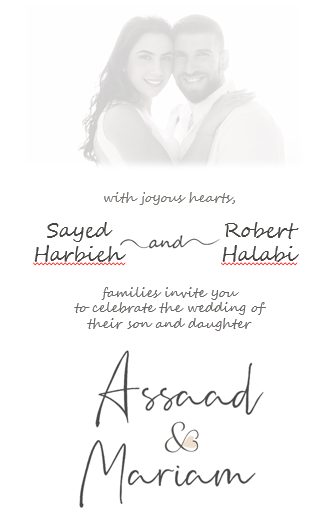 with joyous hearts,
Sayed Harbieh and Robert Halabi
families invite you
to celebrate the wedding of
their son and daughter
Assaad
&
Mariam